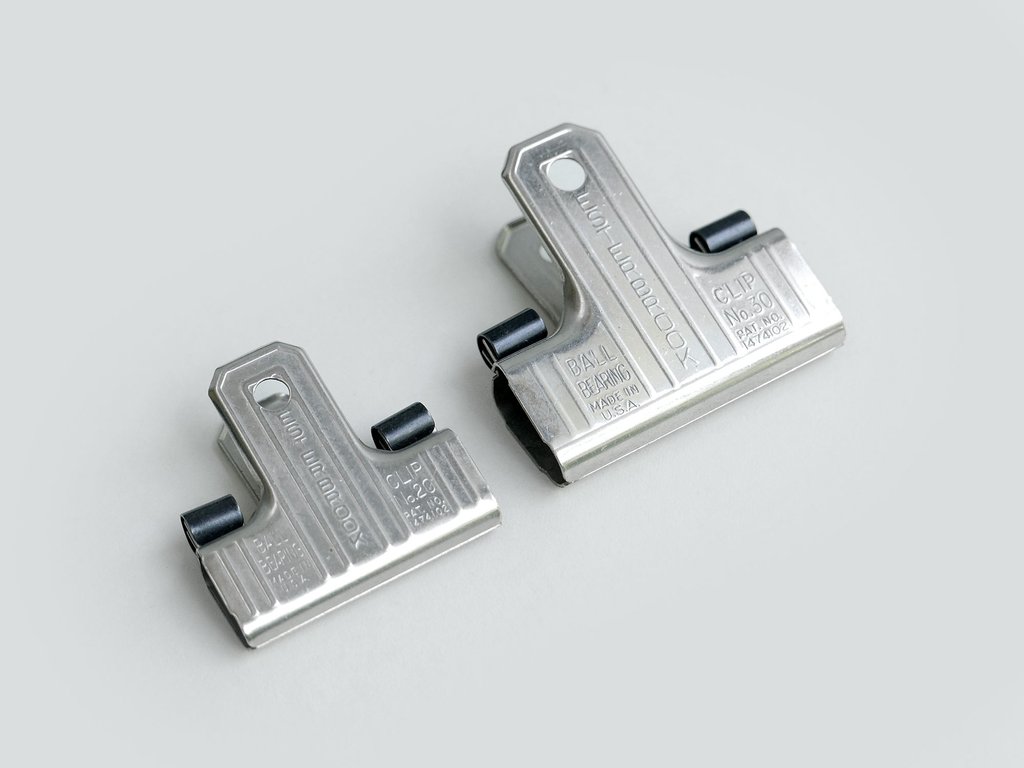 ESTERBROOK
CLIP
No.30
PAT. NO.
1474102
BALL
BEARING
MADE IN
U.S.A.
ESTERBROOK
CLIP
No.20
PAT. NO.
1474102
BALL
BEARING
MADE IN
U.S.A.